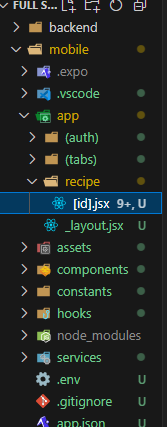 FULL S...
backend
mobile
.expo
.vscode
app
(auth)
(tabs)
recipe
[id].jsx 9+, U
_layout.jsx U
assets
components
constants
hooks
node_modules
services
.env U
.gitignore U
app.json U